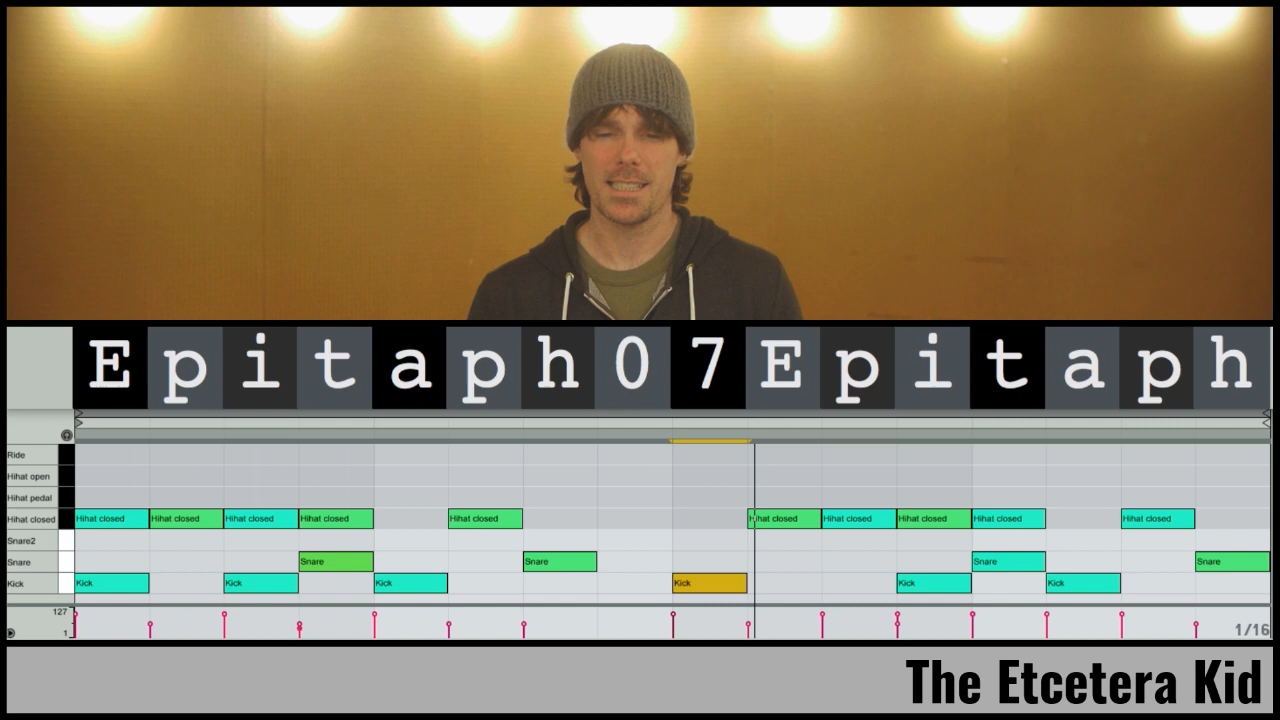 Epitaph07Epitaph
Ride
Hihat open
Hihat pedal
Hihat closed Hihat closed Hihat closed Hihat closed Hihat closed Hihat closed Hihat closed Hihat closed Hihat closed Hihat closed Hihat closed
Snare2
Snare Snare Snare Snare Snare
Kick Kick Kick Kick Kick Kick Kick
127
1 1/16
The Etcetera Kid